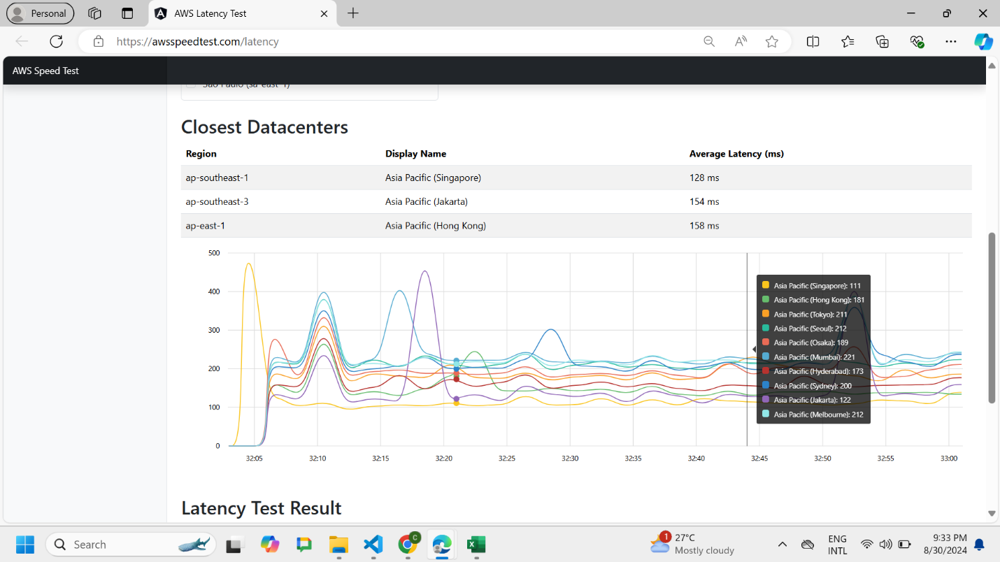 Personal
AWS Latency Test
https://awsspeedtest.com/latency
AWS Speed Test
São Paulo (sa-east-1)
Closest Datacenters
Region Display Name Average Latency (ms)
ap-southeast-1 Asia Pacific (Singapore) 128 ms
ap-southeast-3 Asia Pacific (Jakarta) 154 ms
ap-east-1 Asia Pacific (Hong Kong) 158 ms
500
400
300
200
100
0
Asia Pacific (Singapore): 111
Asia Pacific (Hong Kong): 181
Asia Pacific (Tokyo): 211
Asia Pacific (Seoul): 212
Asia Pacific (Osaka): 189
Asia Pacific (Mumbai): 221
Asia Pacific (Hyderabad): 173
Asia Pacific (Sydney): 200
Asia Pacific (Jakarta): 122
Asia Pacific (Melbourne): 212
32:05 32:10 32:15 32:20 32:25 32:30 32:35 32:40 32:45 32:50 32:55 33:00
Latency Test Result
Search
C
1
27°C
Mostly cloudy
ENG
INTL
9:33 PM
8/30/2024